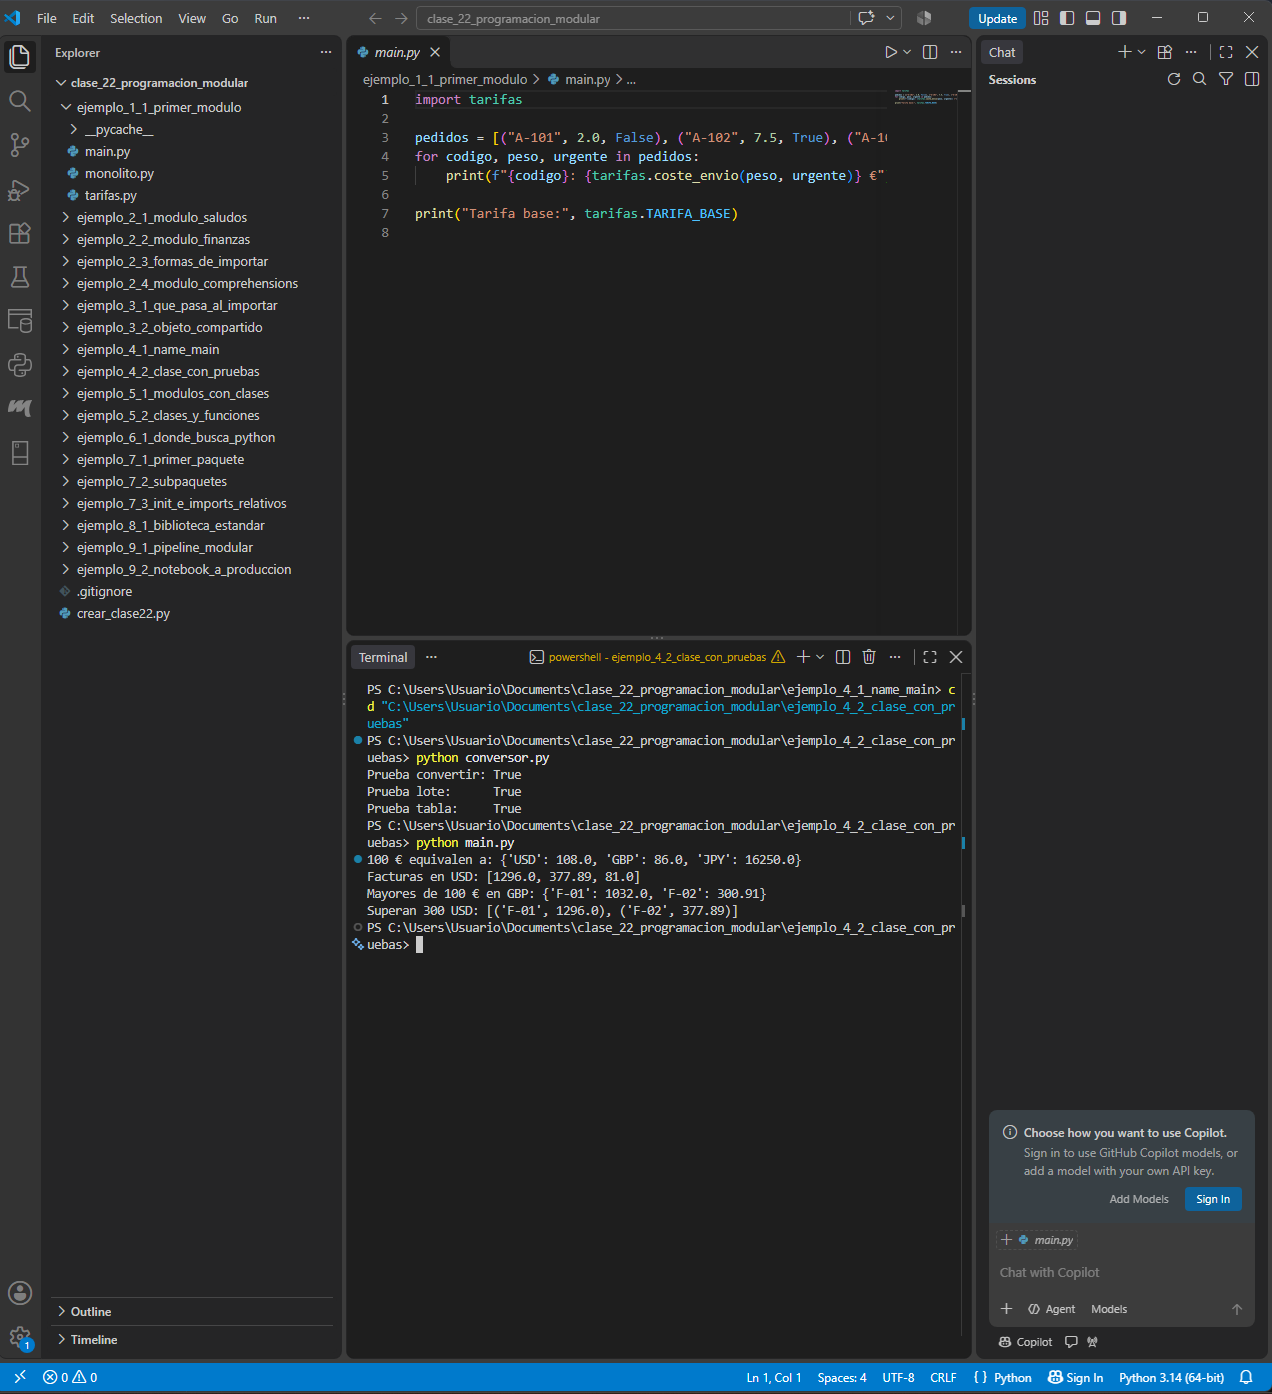 File Edit Selection View Go Run ···
clase_22_programacion_modular
Update
Explorer
clase_22_programacion_modular
ejemplo_1_1_primer_modulo
__pycache__
main.py
monolito.py
tarifas.py
ejemplo_2_1_modulo_saludos
ejemplo_2_2_modulo_finanzas
ejemplo_2_3_formas_de_importar
ejemplo_2_4_modulo_comprehensions
ejemplo_3_1_que_pasa_al_importar
ejemplo_3_2_objeto_compartido
ejemplo_4_1_name_main
ejemplo_4_2_clase_con_pruebas
ejemplo_5_1_modulos_con_clases
ejemplo_5_2_clases_y_funciones
ejemplo_6_1_donde_busca_python
ejemplo_7_1_primer_paquete
ejemplo_7_2_subpaquetes
ejemplo_7_3_init_e_imports_relativos
ejemplo_8_1_biblioteca_estandar
ejemplo_9_1_pipeline_modular
ejemplo_9_2_notebook_a_produccion
.gitignore
crear_clase22.py
Outline
Timeline
1
main.py
ejemplo_1_1_primer_modulo > main.py > ...
1 import tarifas
2
3 pedidos = [("A-101", 2.0, False), ("A-102", 7.5, True), ("A-10
4 for codigo, peso, urgente in pedidos:
5 print(f"{codigo}: {tarifas.coste_envio(peso, urgente)} €"
6
7 print("Tarifa base:", tarifas.TARIFA_BASE)
8
Terminal ··· powershell - ejemplo_4_2_clase_con_pruebas
PS C:\Users\Usuario\Documents\clase_22_programacion_modular\ejemplo_4_1_name_main> c
d "C:\Users\Usuario\Documents\clase_22_programacion_modular\ejemplo_4_2_clase_con_pr
uebas"
PS C:\Users\Usuario\Documents\clase_22_programacion_modular\ejemplo_4_2_clase_con_pr
uebas> python conversor.py
Prueba convertir: True
Prueba lote: True
Prueba tabla: True
PS C:\Users\Usuario\Documents\clase_22_programacion_modular\ejemplo_4_2_clase_con_pr
uebas> python main.py
100 € equivalen a: {'USD': 108.0, 'GBP': 86.0, 'JPY': 16250.0}
Facturas en USD: [1296.0, 377.89, 81.0]
Mayores de 100 € en GBP: {'F-01': 1032.0, 'F-02': 300.91}
Superan 300 USD: [('F-01', 1296.0), ('F-02', 377.89)]
PS C:\Users\Usuario\Documents\clase_22_programacion_modular\ejemplo_4_2_clase_con_pr
uebas>
Chat
Sessions
Choose how you want to use Copilot.
Sign in to use GitHub Copilot models, or
add a model with your own API key.
Add Models Sign In
main.py
Chat with Copilot
Agent Models
Copilot
0 0 Ln 1, Col 1 Spaces: 4 UTF-8 CRLF { } Python Sign In Python 3.14 (64-bit)